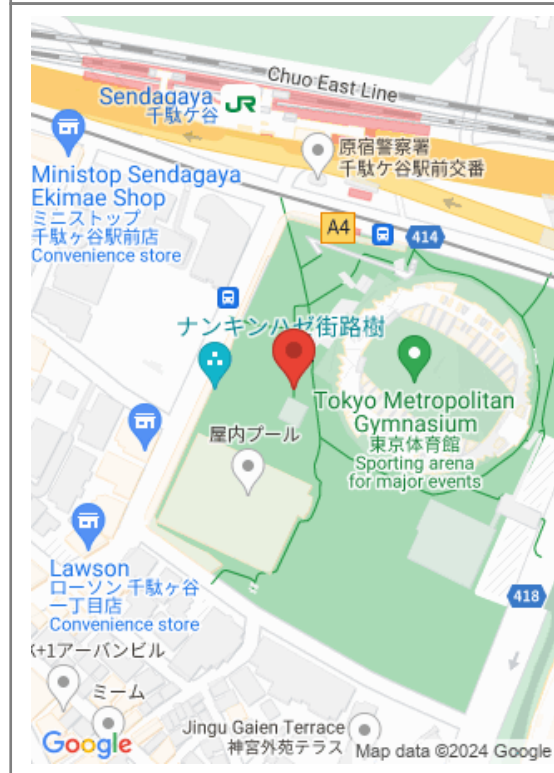 Chuo East Line
Sendagaya
千駄ケ谷
JR
原宿警察署
千駄ケ谷駅前交番
Ministop Sendagaya
Ekimae Shop
ミニストップ
千駄ヶ谷駅前店
Convenience store
A4
414
ナンキンハゼ街路樹
Tokyo Metropolitan
Gymnasium
東京体育館
Sporting arena
for major events
屋内プール
Lawson
ローソン 千駄ヶ谷
一丁目店
Convenience store
418
K+1アーバンビル
ミーム
Jingu Gaien Terrace
神宮外苑テラス
Google
Map data ©2024 Google